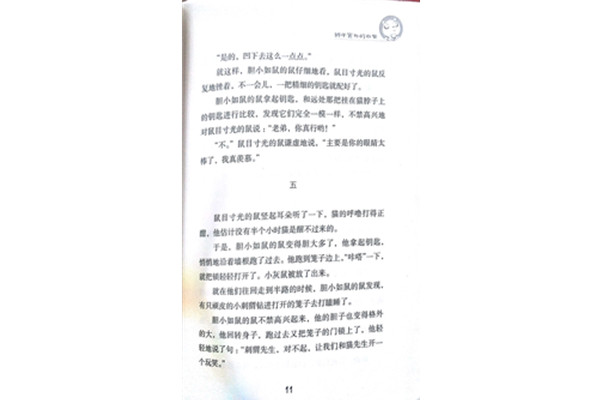 “是的，凹下去这么一点点。”
就这样，胆小如鼠的鼠仔细地看，鼠目寸光的鼠反
复地挫着，不一会儿，一把精细的钥匙就配好了。
胆小如鼠的鼠拿起钥匙，和远处那把挂在猫脖子上
的钥匙进行比较，发现它们完全一模一样，不禁高兴地
对鼠目寸光的鼠说：“老弟，你真行哟！”
“不。”鼠目寸光的鼠谦虚地说，“主要是你的眼睛太
棒了，我真羡慕。”
五
鼠目寸光的鼠竖起耳朵听了一下，猫的呼噜打得正
酣，他估计没有半个小时猫是醒不过来的。
于是，胆小如鼠的鼠变得胆大多了，他拿起钥匙，
悄悄地沿着墙根跑了过去。他跑到笼子边上，“咔嗒”一下，
就把锁轻轻打开了。小灰鼠被放了出来。
就在他们往回走到半路的时候，胆小如鼠的鼠发现，
有只顽皮的小刺猬钻进打开的笼子去打瞌睡了。
胆小如鼠的鼠不禁高兴起来，他的胆子也变得格外
的大，他回转身子，跑过去又把笼子的门锁上了，他轻
轻地说了句：“刺猬先生，对不起，让我们和猫先生开一
个玩笑。”
11